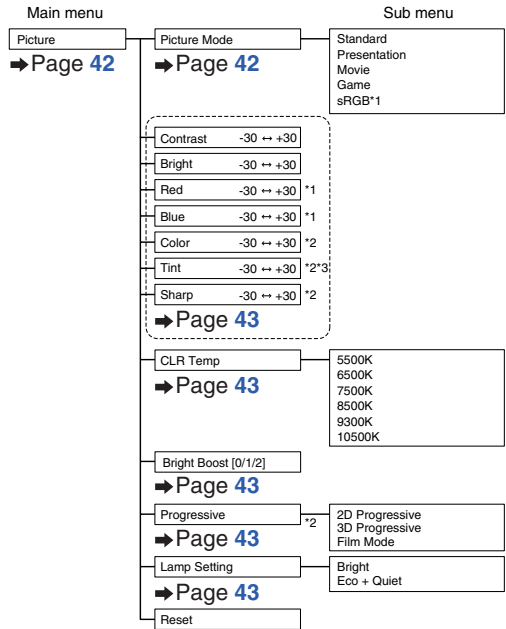 Main menu
Sub menu
Picture
➡Page 42
Picture Mode
➡Page 42
Standard
Presentation
Movie
Game
sRGB*1
Contrast -30 ↔ +30
Bright -30 ↔ +30
Red -30 ↔ +30 *1
Blue -30 ↔ +30 *1
Color -30 ↔ +30 *2
Tint -30 ↔ +30 *2*3
Sharp -30 ↔ +30 *2
➡Page 43
CLR Temp
➡Page 43
5500K
6500K
7500K
8500K
9300K
10500K
Bright Boost [0/1/2]
➡Page 43
Progressive *2
➡Page 43
2D Progressive
3D Progressive
Film Mode
Lamp Setting
➡Page 43
Bright
Eco + Quiet
Reset